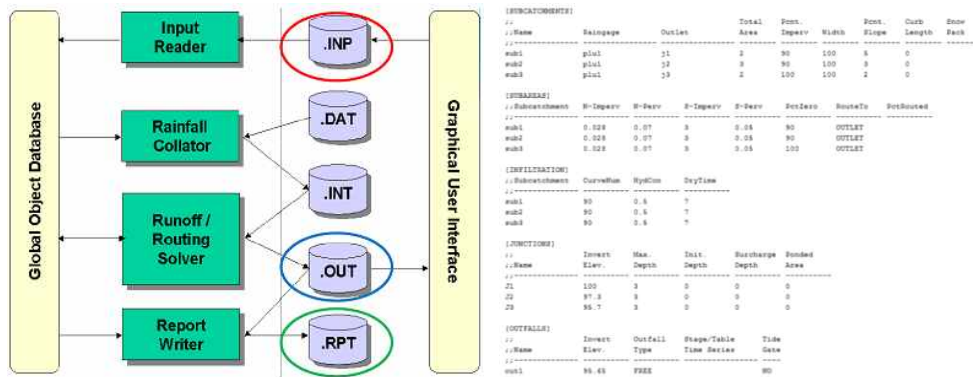 Global Object Database
Input
Reader
Rainfall
Collator
Runoff /
Routing
Solver
Report
Writer
.INP
.DAT
.INT
.OUT
.RPT
Graphical User Interface
[SUBCATCHMENTS]
;; Total Pcnt. Pcnt. Curb Snow
;;Name Raingage Outlet Area Imperv Width Slope Length Pack
sub1 plu1 j1 2 90 100 5 0
sub2 plu1 j2 3 90 100 3 0
sub3 plu1 j3 2 100 100 2 0
[SUBAREAS]
;;Subcatchment N-Imperv N-Perv S-Imperv S-Perv PctZero RouteTo PctRouted
sub1 0.028 0.07 3 0.05 90 OUTLET
sub2 0.028 0.07 3 0.05 90 OUTLET
sub3 0.028 0.07 3 0.05 100 OUTLET
[INFILTRATION]
;;Subcatchment CurveNum HydCon DryTime
sub1 90 0.5 7
sub2 90 0.5 7
sub3 90 0.5 7
[JUNCTIONS]
;; Invert Max. Init. Surcharge Ponded
;;Name Elev. Depth Depth Depth Area
J1 100 3 0 0 0
J2 97.3 3 0 0 0
J3 95.7 3 0 0 0
[OUTFALLS]
;; Invert Outfall Stage/Table Tide
;;Name Elev. Type Time Series Gate
out1 95.45 FREE NO